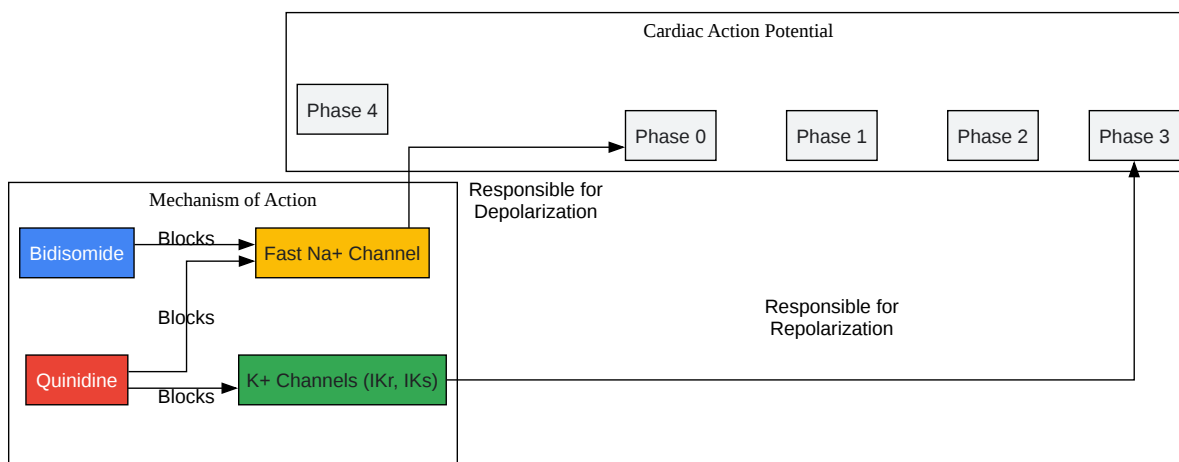 Cardiac Action Potential
Phase 4
Phase 0
Phase 1
Phase 2
Phase 3
Responsible for
Depolarization
Mechanism of Action
Bidisomide
Blocks
Fast Na+ Channel
Blocks
Responsible for
Repolarization
Quinidine
Blocks
K+ Channels (IKr, IKs)